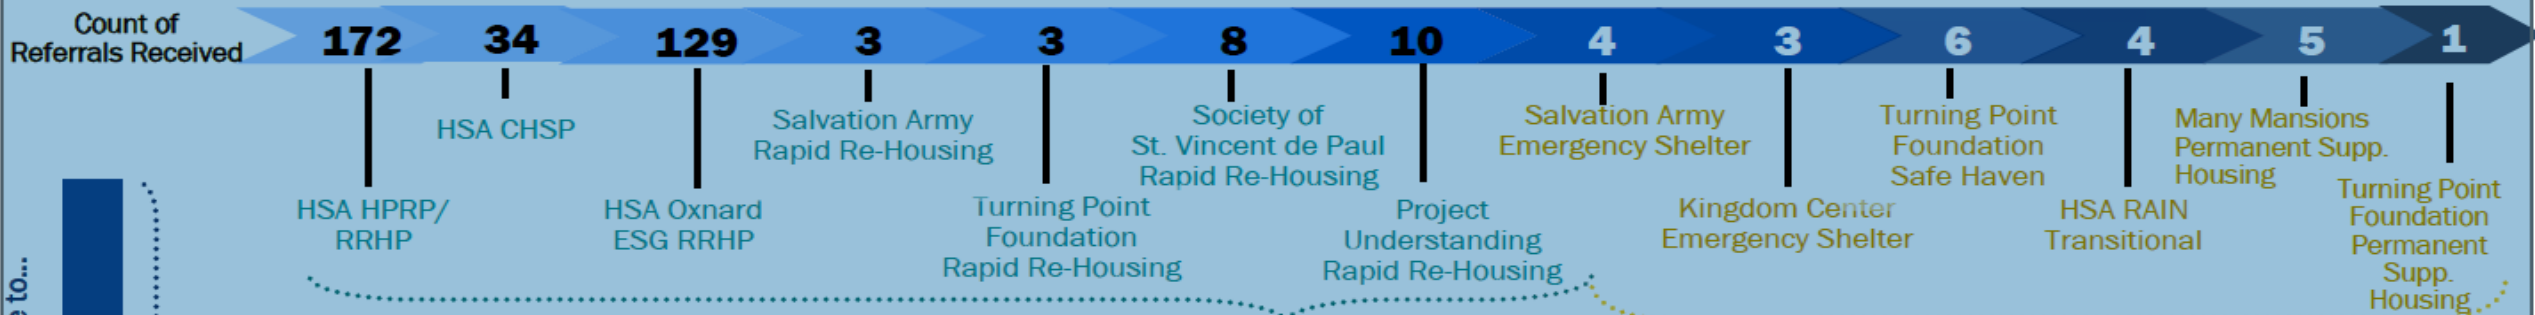 Count of
Referrals Received
172
34
129
3
3
8
10
4
3
6
4
5
1
HSA HPRP/
RRHP
HSA CHSP
HSA Oxnard
ESG RRHP
Salvation Army
Rapid Re-Housing
Turning Point
Foundation
Rapid Re-Housing
Society of
St. Vincent de Paul
Rapid Re-Housing
Project
Understanding
Rapid Re-Housing
Salvation Army
Emergency Shelter
Kingdom Center
Emergency Shelter
Turning Point
Foundation
Safe Haven
HSA RAIN
Transitional
Many Mansions
Permanent Supp.
Housing
Turning Point
Foundation
Permanent
Supp.
Housing
to...